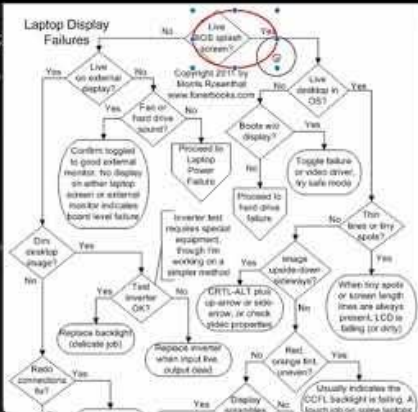 Laptop Display
Failures
No
Live
BIOS splash
screen?
Yes
Yes
Live
on external
display?
No
Copyright 2011 by
Morris Rosenthal
www.fonerbooks.com
No
Live
desktop in
OS?
Yes
Yes
Fan or
hard drive
sound?
No
Boots w/o
display?
Yes
Confirm toggled
to good external
monitor. No display
on either laptop
screen or external
monitor indicates
board level failure
Proceed to
Laptop
Power
Failure
No
Toggle failure
or video driver,
try safe mode
Proceed to
hard drive
failure
No
Thin
lines or tiny
spots?
Dim
desktop
image?
Yes
Inverter test
requires special
equipment,
though I'm
working on a
simpler method
Yes
Image
upside-down
sideways?
Yes
No
Test
inverter
OK?
CRTL-ALT plus
up-arrow or side-
arrow, or check
video properties
When tiny spots
or screen length
lines are always
present, LCD is
failing (or dirty)
Yes
No
No
Replace backlight
(delicate job)
Replace inverter
when input live,
output dead
No
Red,
orange tint,
uneven?
Yes
Redo
connections
fix?
Usually indicates the
CCFL backlight is failing. A
Display
No